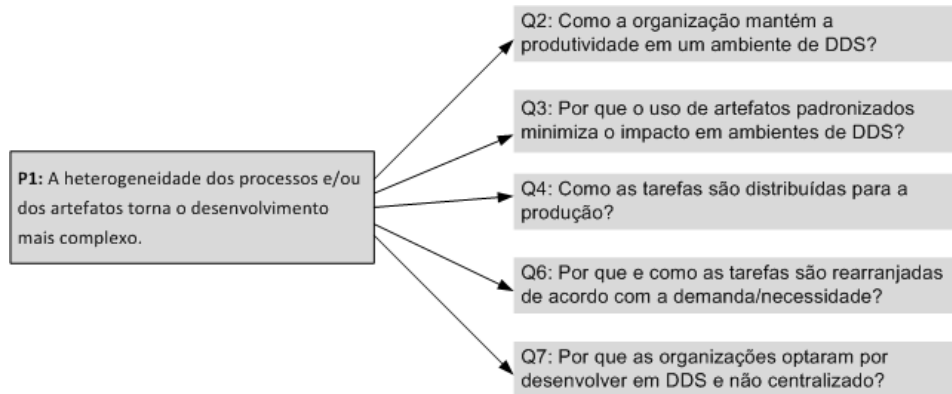 Q2: Como a organização mantém a
produtividade em um ambiente de DDS?
Q3: Por que o uso de artefatos padronizados
minimiza o impacto em ambientes de DDS?
P1: A heterogeneidade dos processos e/ou
dos artefatos torna o desenvolvimento
mais complexo.
Q4: Como as tarefas são distribuídas para a
produção?
Q6: Por que e como as tarefas são rearranjadas
de acordo com a demanda/necessidade?
Q7: Por que as organizações optaram por
desenvolver em DDS e não centralizado?